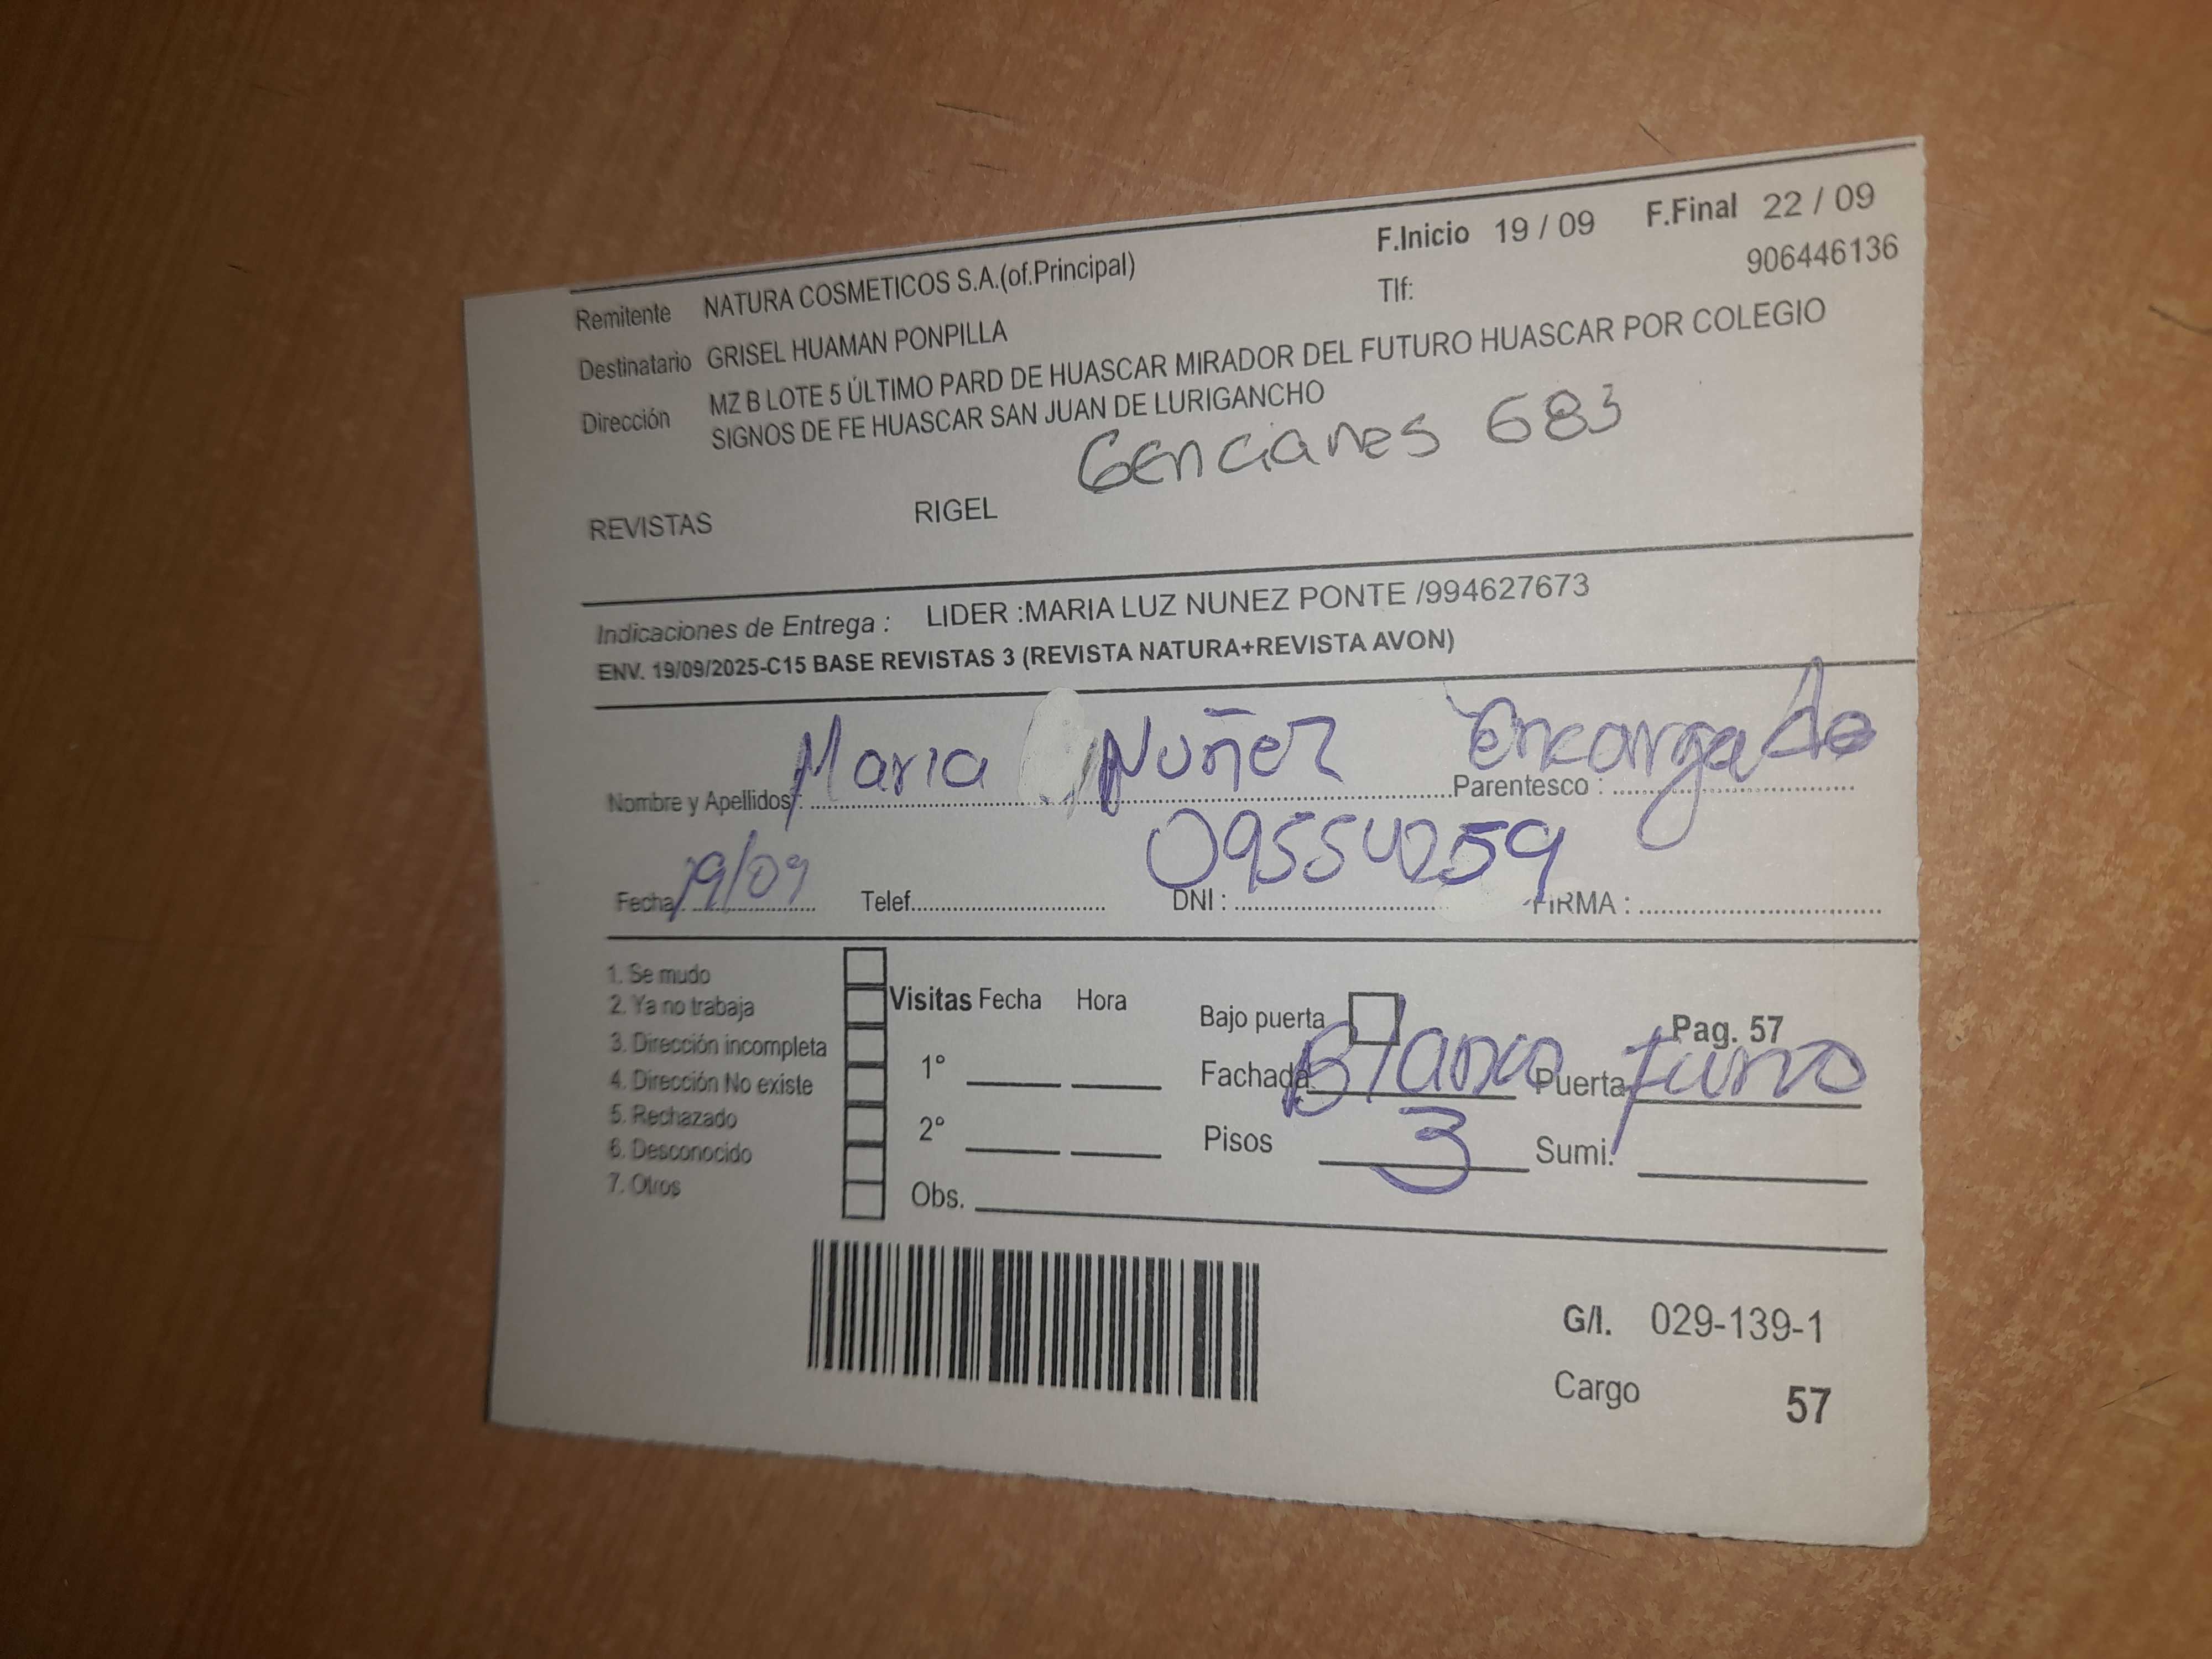 F.Inicio 19 / 09 F.Final 22 / 09
Remitente NATURA COSMETICOS S.A.(of.Principal) Tlf: 906446136
Destinatario GRISEL HUAMAN PONPILLA
Dirección MZ B LOTE 5 ÚLTIMO PARD DE HUASCAR MIRADOR DEL FUTURO HUASCAR POR COLEGIO
SIGNOS DE FE HUASCAR SAN JUAN DE LURIGANCHO
Gencianes 683
REVISTAS RIGEL
Indicaciones de Entrega : LIDER :MARIA LUZ NUNEZ PONTE /994627673
ENV. 19/09/2025-C15 BASE REVISTAS 3 (REVISTA NATURA+REVISTA AVON)
Nombre y Apellidos : Maria Nuñez Parentesco : encargado
Fecha : 19/09 Telef. DNI : 09554259 FIRMA :
1. Se mudo
2. Ya no trabaja
3. Dirección incompleta
4. Dirección No existe
5. Rechazado
6. Desconocido
7. Otros
Visitas Fecha Hora
1°
2°
Obs.
Bajo puerta Pag. 57
Fachada Blanco Puerta
Pisos 3 Sumi.
G/I. 029-139-1
Cargo 57